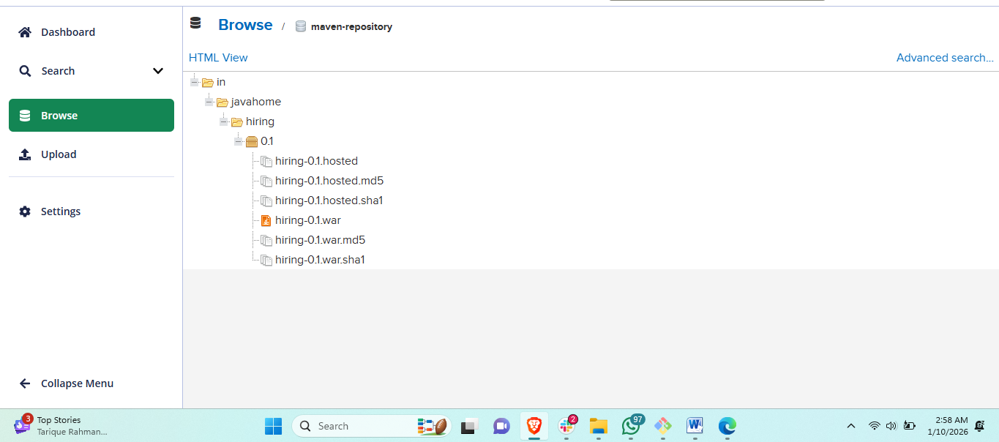 Dashboard
Search
Browse
Upload
Settings
Collapse Menu
Browse / maven-repository
HTML View
Advanced search...
in
javahome
hiring
0.1
hiring-0.1.hosted
hiring-0.1.hosted.md5
hiring-0.1.hosted.sha1
hiring-0.1.war
hiring-0.1.war.md5
hiring-0.1.war.sha1
3
Top Stories
Tarique Rahman...
Search
2
97
W
2:58 AM
1/10/2026